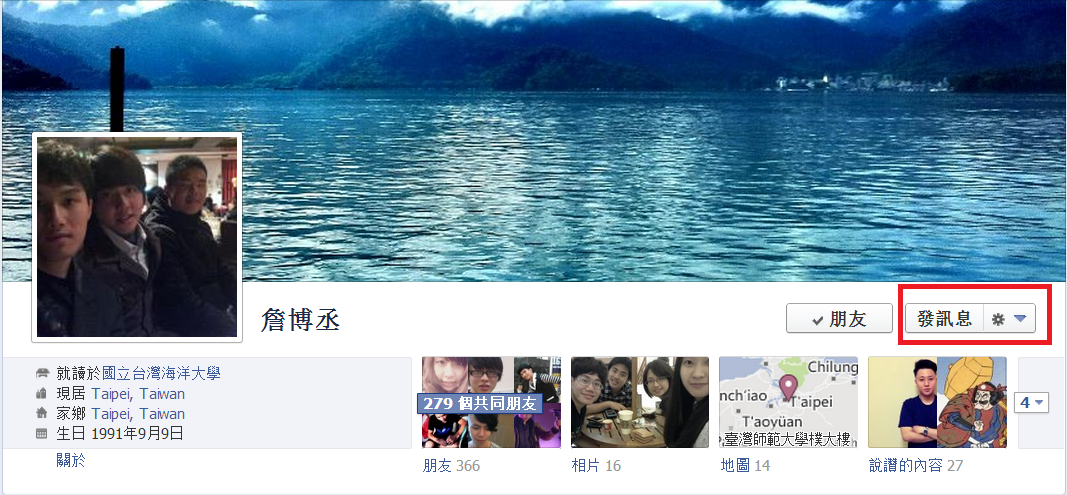 詹博丞
朋友
發訊息
就讀於國立台灣海洋大學
現居 Taipei, Taiwan
家鄉 Taipei, Taiwan
生日 1991年9月9日
關於
279 個共同朋友
朋友 366
相片 16
Chilung
nch'iao
T'aipei
T'aoyüan
臺灣師範大學樸大樓
地圖 14
說讚的內容 27
4